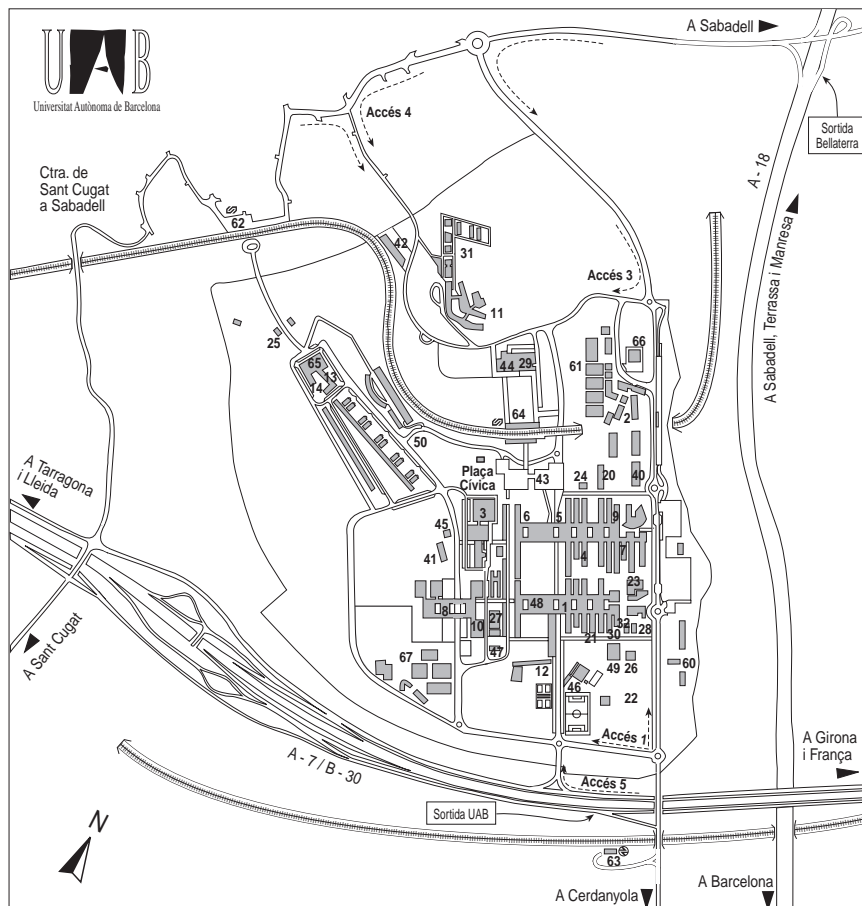 UAB
Universitat Autònoma de Barcelona
A Sabadell
Accés 4
Sortida
Bellaterra
Ctra. de
Sant Cugat
a Sabadell
A - 18
A Sabadell, Terrassa i Manresa
62
42
31
Accés 3
11
25
66
65
13
14
44
29
61
2
64
50
Plaça
Cívica
43
24
20
40
A Tarragona
i Lleida
3
6
5
9
45
41
4
7
23
8
10
27
48
1
21
30
32
28
47
A Sant Cugat
67
12
46
49
26
60
22
Accés 1
A Girona
i França
A - 7 / B - 30
Accés 5
Sortida UAB
N
63
A Cerdanyola
A Barcelona